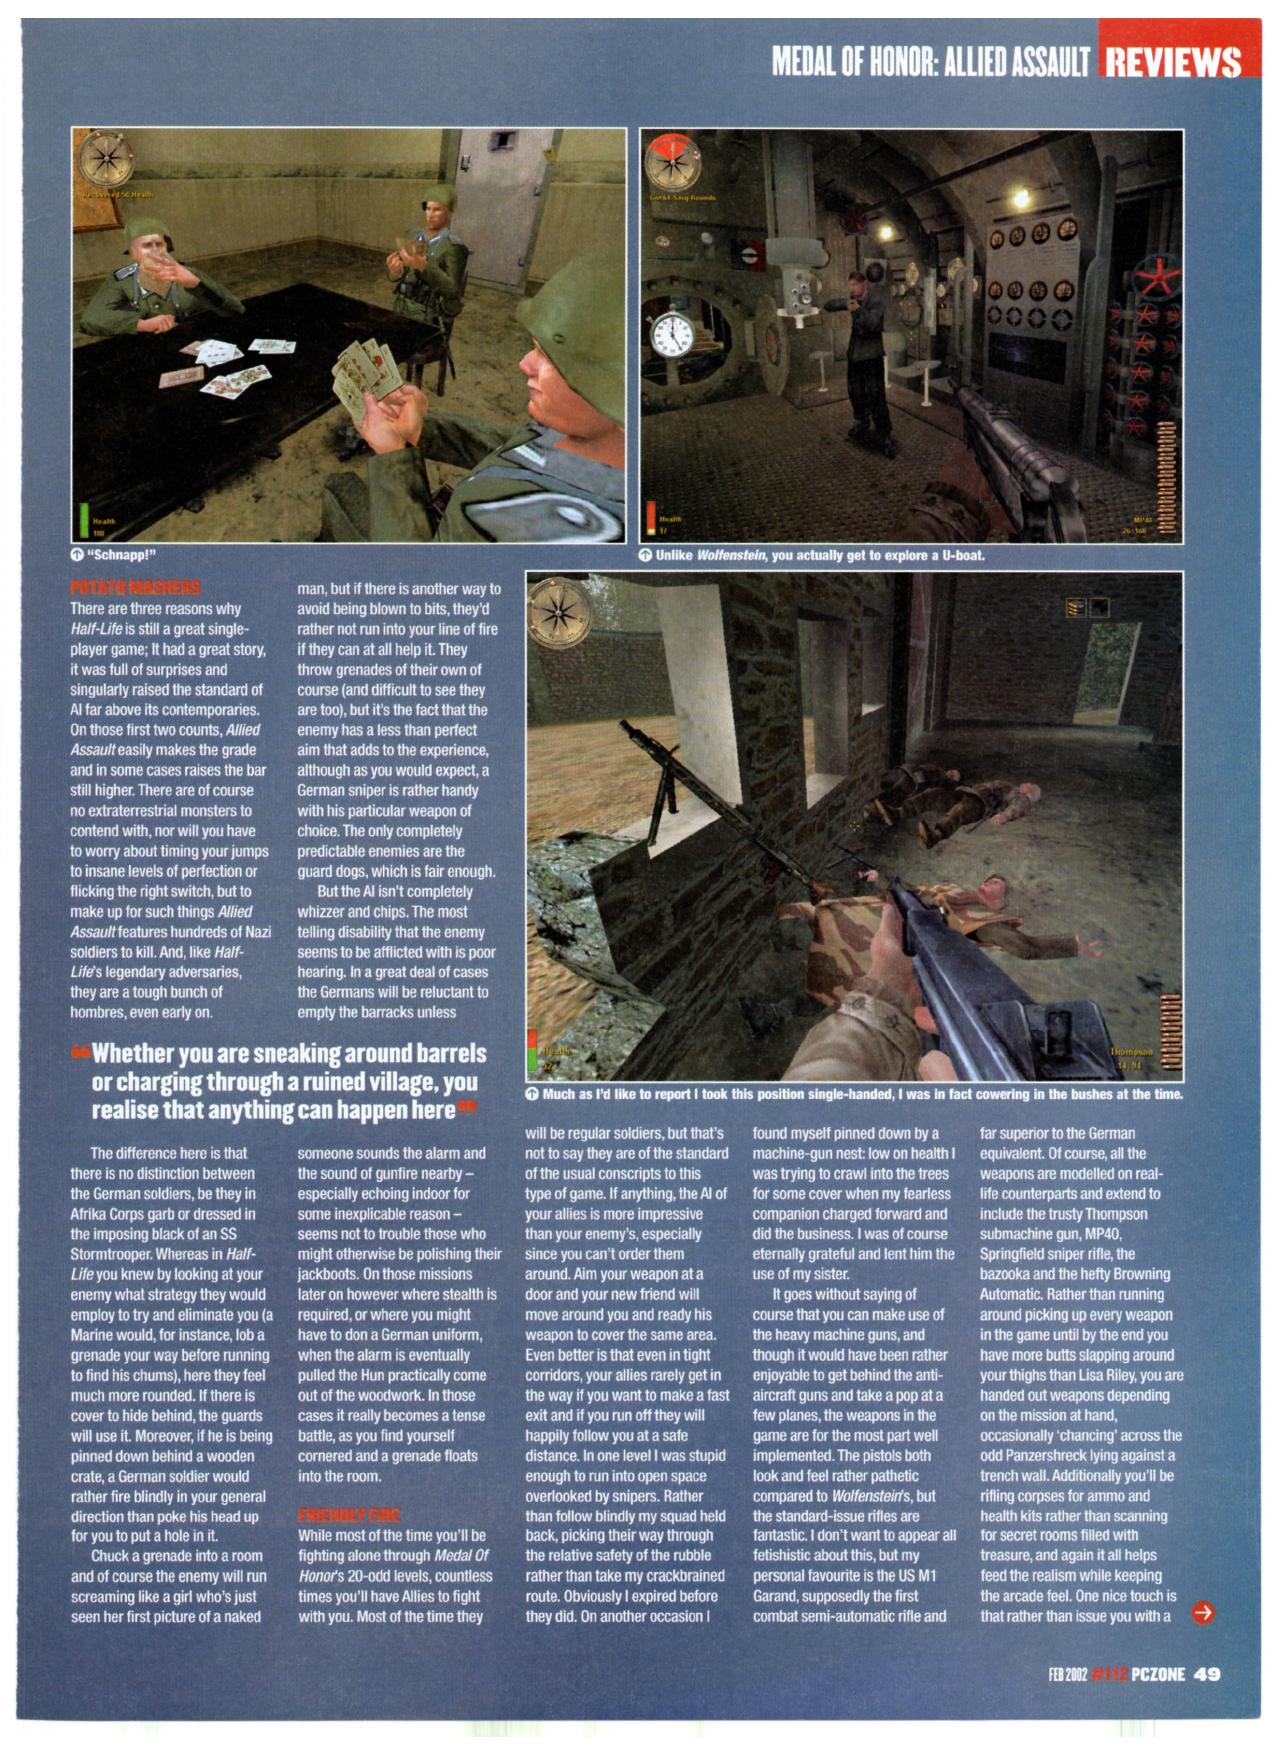 MEDAL OF HONOR: ALLIED ASSAULT REVIEWS
Recovered 50 Health
Health
100
"Schnapp!"
Got 64 Smg Rounds
Health
37
MP40
Unlike Wolfenstein, you actually get to explore a U-boat.
Health
Thompson
Much as I'd like to report I took this position single-handed, I was in fact cowering in the bushes at the time.
POTATO MASHERS
There are three reasons why
Half-Life is still a great single-
player game; It had a great story,
it was full of surprises and
singularly raised the standard of
AI far above its contemporaries.
On those first two counts, Allied
Assault easily makes the grade
and in some cases raises the bar
still higher. There are of course
no extraterrestrial monsters to
contend with, nor will you have
to worry about timing your jumps
to insane levels of perfection or
flicking the right switch, but to
make up for such things Allied
Assault features hundreds of Nazi
soldiers to kill. And, like Half-
Life's legendary adversaries,
they are a tough bunch of
hombres, even early on.
"Whether you are sneaking around barrels
or charging through a ruined village, you
realise that anything can happen here"
The difference here is that
there is no distinction between
the German soldiers, be they in
Afrika Corps garb or dressed in
the imposing black of an SS
Stormtrooper. Whereas in Half-
Life you knew by looking at your
enemy what strategy they would
employ to try and eliminate you (a
Marine would, for instance, lob a
grenade your way before running
to find his chums), here they feel
much more rounded. If there is
cover to hide behind, the guards
will use it. Moreover, if he is being
pinned down behind a wooden
crate, a German soldier would
rather fire blindly in your general
direction than poke his head up
for you to put a hole in it.
Chuck a grenade into a room
and of course the enemy will run
screaming like a girl who's just
seen her first picture of a naked
man, but if there is another way to
avoid being blown to bits, they'd
rather not run into your line of fire
if they can at all help it. They
throw grenades of their own of
course (and difficult to see they
are too), but it's the fact that the
enemy has a less than perfect
aim that adds to the experience,
although as you would expect, a
German sniper is rather handy
with his particular weapon of
choice. The only completely
predictable enemies are the
guard dogs, which is fair enough.
But the AI isn't completely
whizzer and chips. The most
telling disability that the enemy
seems to be afflicted with is poor
hearing. In a great deal of cases
the Germans will be reluctant to
empty the barracks unless
someone sounds the alarm and
the sound of gunfire nearby –
especially echoing indoor for
some inexplicable reason –
seems not to trouble those who
might otherwise be polishing their
jackboots. On those missions
later on however where stealth is
required, or where you might
have to don a German uniform,
when the alarm is eventually
pulled the Hun practically come
out of the woodwork. In those
cases it really becomes a tense
battle, as you find yourself
cornered and a grenade floats
into the room.
FRIENDLY FIRE
While most of the time you'll be
fighting alone through Medal Of
Honor's 20-odd levels, countless
times you'll have Allies to fight
with you. Most of the time they
will be regular soldiers, but that's
not to say they are of the standard
of the usual conscripts to this
type of game. If anything, the AI of
your allies is more impressive
than your enemy's, especially
since you can't order them
around. Aim your weapon at a
door and your new friend will
move around you and ready his
weapon to cover the same area.
Even better is that even in tight
corridors, your allies rarely get in
the way if you want to make a fast
exit and if you run off they will
happily follow you at a safe
distance. In one level I was stupid
enough to run into open space
overlooked by snipers. Rather
than follow blindly my squad held
back, picking their way through
the relative safety of the rubble
rather than take my crackbrained
route. Obviously I expired before
they did. On another occasion I
found myself pinned down by a
machine-gun nest: low on health I
was trying to crawl into the trees
for some cover when my fearless
companion charged forward and
did the business. I was of course
eternally grateful and lent him the
use of my sister.
It goes without saying of
course that you can make use of
the heavy machine guns, and
though it would have been rather
enjoyable to get behind the anti-
aircraft guns and take a pop at a
few planes, the weapons in the
game are for the most part well
implemented. The pistols both
look and feel rather pathetic
compared to Wolfenstein's, but
the standard-issue rifles are
fantastic. I don't want to appear all
fetishistic about this, but my
personal favourite is the US M1
Garand, supposedly the first
combat semi-automatic rifle and
far superior to the German
equivalent. Of course, all the
weapons are modelled on real-
life counterparts and extend to
include the trusty Thompson
submachine gun, MP40,
Springfield sniper rifle, the
bazooka and the hefty Browning
Automatic. Rather than running
around picking up every weapon
in the game until by the end you
have more butts slapping around
your thighs than Lisa Riley, you are
handed out weapons depending
on the mission at hand,
occasionally 'chancing' across the
odd Panzershreck lying against a
trench wall. Additionally you'll be
rifling corpses for ammo and
health kits rather than scanning
for secret rooms filled with
treasure, and again it all helps
feed the realism while keeping
the arcade feel. One nice touch is
that rather than issue you with a
FEB 2002 #112 PCZONE 49